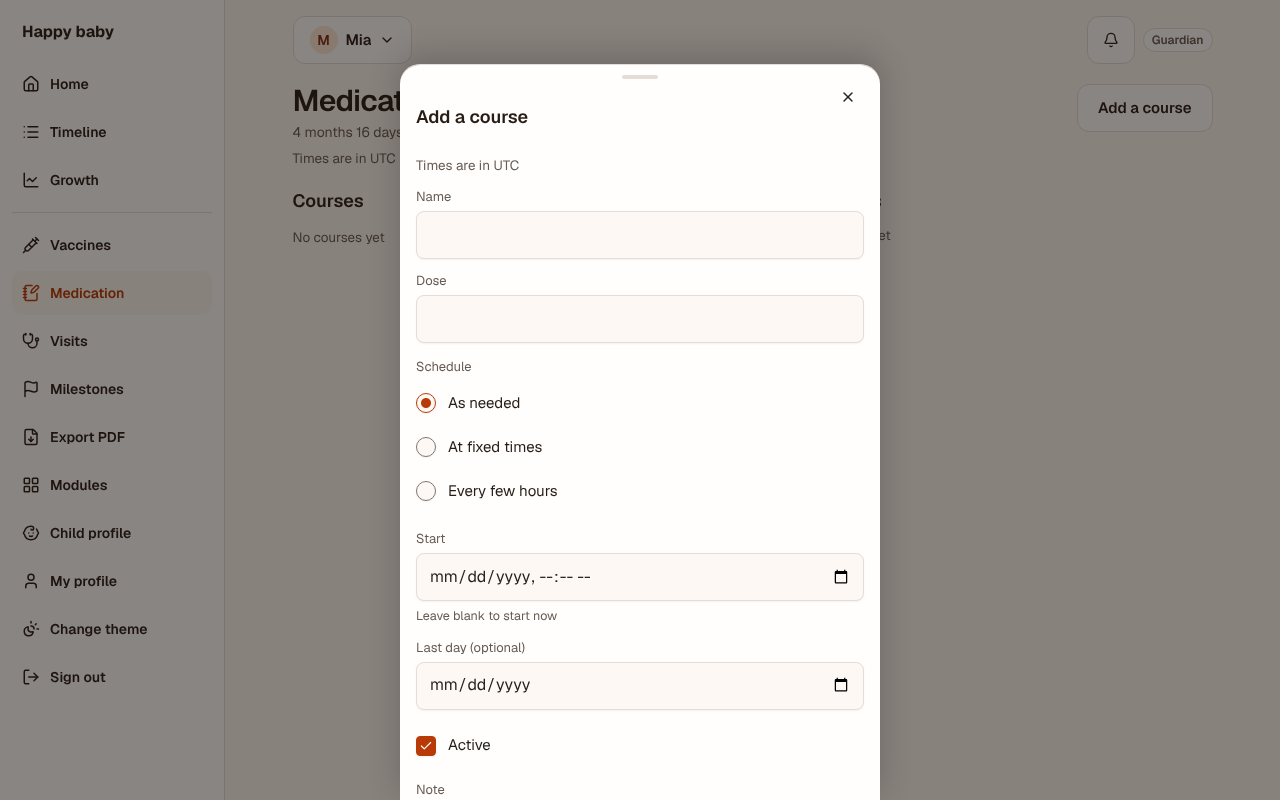 Happy baby
Home
Timeline
Growth
Vaccines
Medication
Visits
Milestones
Export PDF
Modules
Child profile
My profile
Change theme
Sign out
M Mia
Guardian
4 months 16 days
Times are in UTC
Add a course
Courses
No courses yet
Add a course
Times are in UTC
Name
Dose
Schedule
As needed
At fixed times
Every few hours
Start
mm/dd/yyyy, --:-- --
Leave blank to start now
Last day (optional)
mm/dd/yyyy
Active
Note